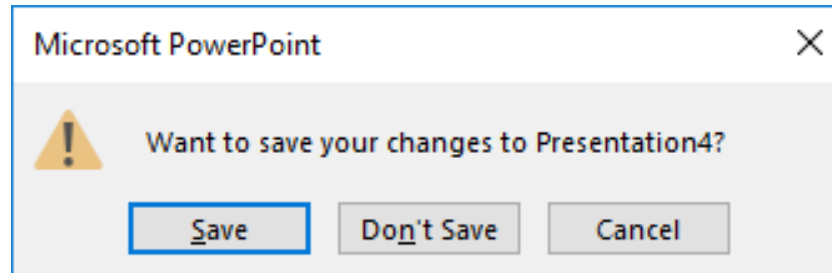 Microsoft PowerPoint
Want to save your changes to Presentation4?
Save Don't Save Cancel